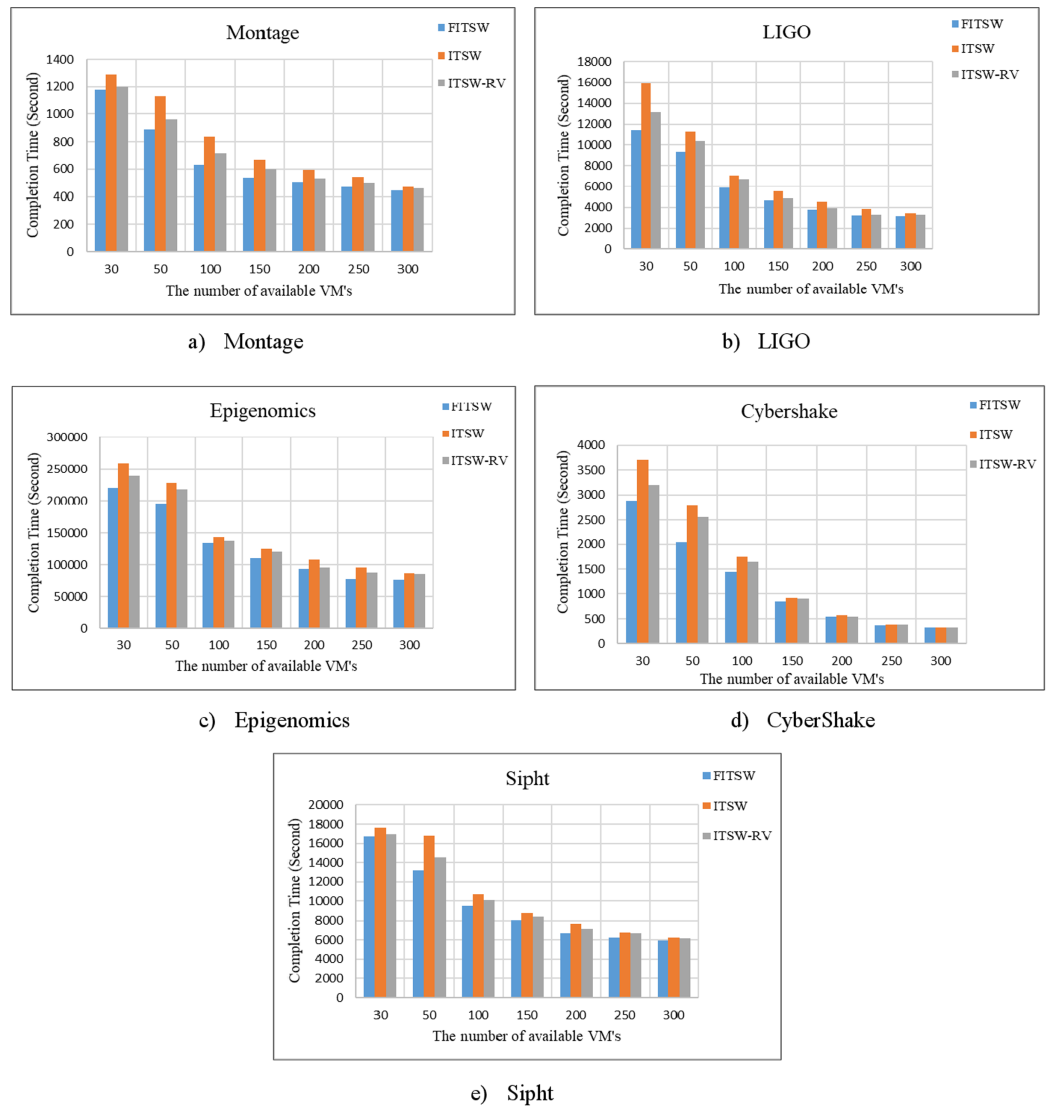 Montage
FITSW
ITSW
ITSW-RV
Completion Time (Second)
1400
1200
1000
800
600
400
200
0
30 50 100 150 200 250 300
The number of available VM's
a) Montage
LIGO
FITSW
ITSW
ITSW-RV
Completion Time (Second)
18000
16000
14000
12000
10000
8000
6000
4000
2000
0
30 50 100 150 200 250 300
The number of available VM's
b) LIGO
Epigenomics
FITSW
ITSW
ITSW-RV
Completion Time (Second)
300000
250000
200000
150000
100000
50000
0
30 50 100 150 200 250 300
The number of available VM's
c) Epigenomics
Cybershake
FITSW
ITSW
ITSW-RV
Completion Time (Second)
4000
3500
3000
2500
2000
1500
1000
500
0
30 50 100 150 200 250 300
The number of available VM's
d) CyberShake
Sipht
FITSW
ITSW
ITSW-RV
Completion Time (Second)
20000
18000
16000
14000
12000
10000
8000
6000
4000
2000
0
30 50 100 150 200 250 300
The number of available VM's
e) Sipht